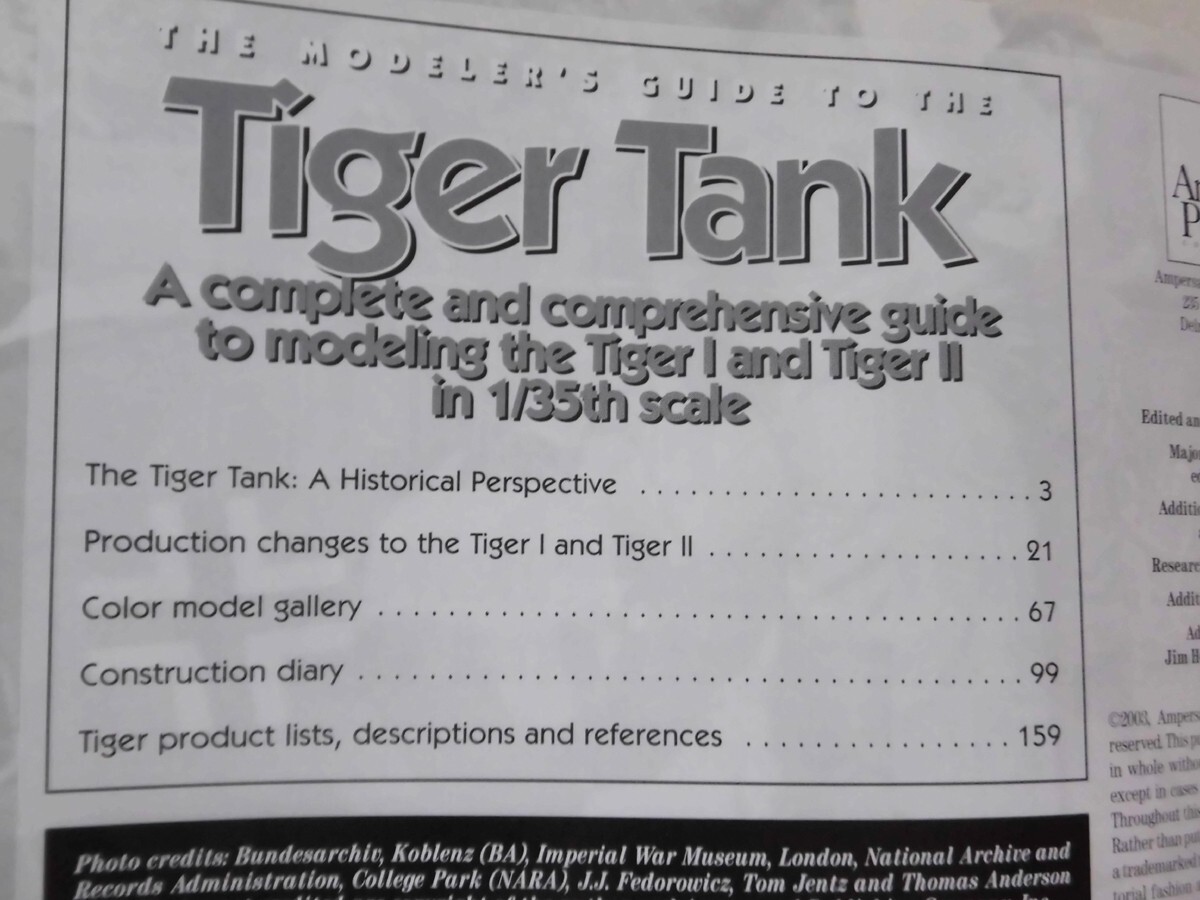 THE MODELER'S GUIDE TO THE
Tiger Tank
A complete and comprehensive guide
to modeling the Tiger I and Tiger II
in 1/35th scale
The Tiger Tank: A Historical Perspective ........................ 3
Production changes to the Tiger I and Tiger II ................... 21
Color model gallery ....................................... 67
Construction diary ........................................ 99
Tiger product lists, descriptions and references ................ 159
Photo credits: Bundesarchiv, Koblenz (BA), Imperial War Museum, London, National Archive and
Records Administration, College Park (NARA), J.J. Fedorowicz, Tom Jentz and Thomas Anderson
Edited an
Jim H
©2003, Ampers
reserved. This
in whole
except in cases
Throughout
Rather than
a trademarked